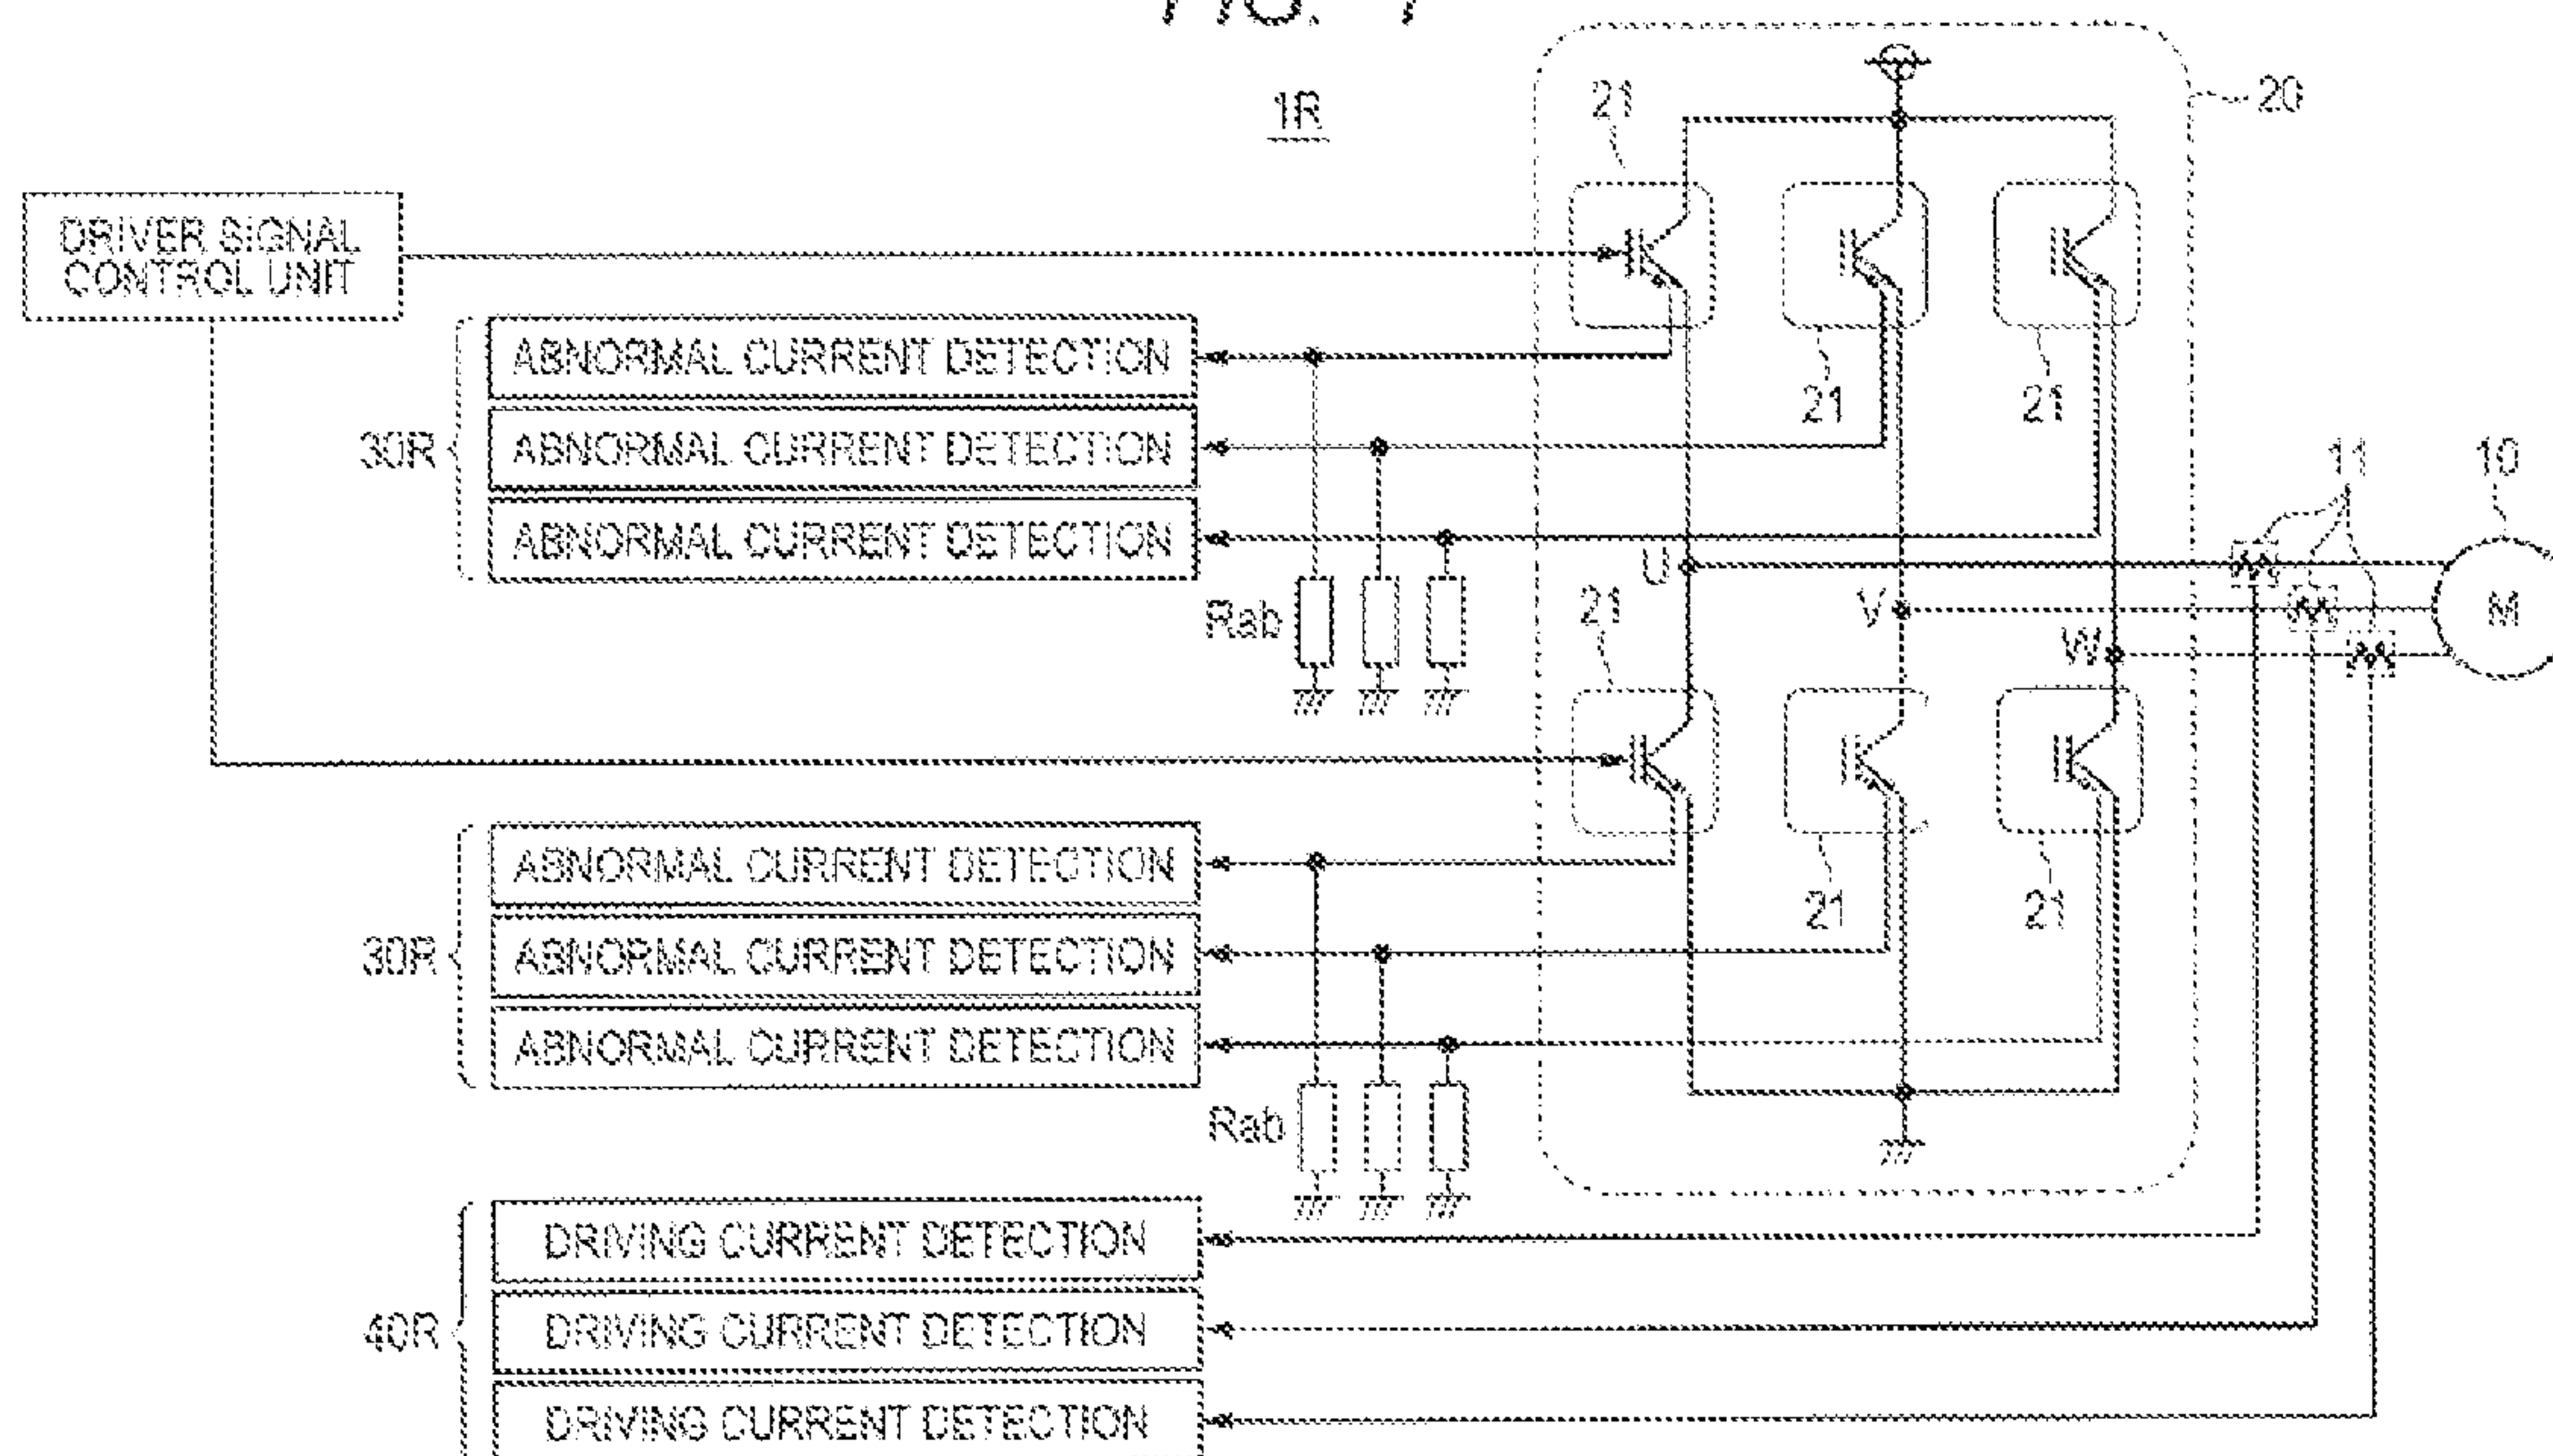 FIG. 1
1R
20
21
DRIVER SIGNAL
CONTROL UNIT
ABNORMAL CURRENT DETECTION
30R
ABNORMAL CURRENT DETECTION
ABNORMAL CURRENT DETECTION
21
21
11
10
U
V
W
M
Rab
21
ABNORMAL CURRENT DETECTION
30R
ABNORMAL CURRENT DETECTION
ABNORMAL CURRENT DETECTION
21
21
Rab
DRIVING CURRENT DETECTION
40R
DRIVING CURRENT DETECTION
DRIVING CURRENT DETECTION